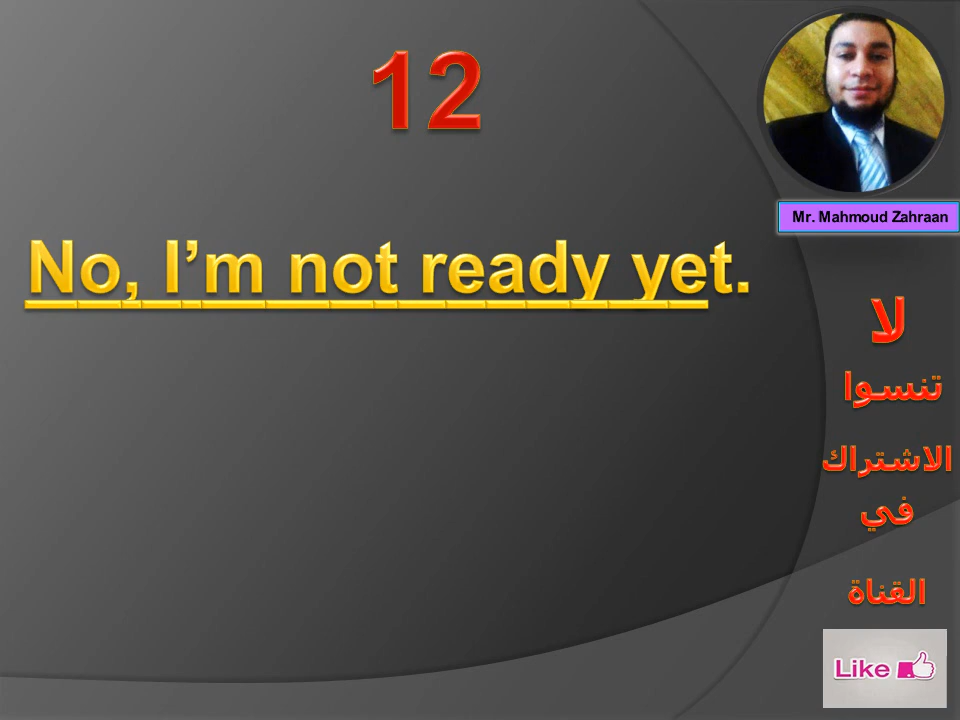 12
Mr. Mahmoud Zahraan
No, I’m not ready yet.
لا
تنسوا
الاشتراك
في
القناة
Like